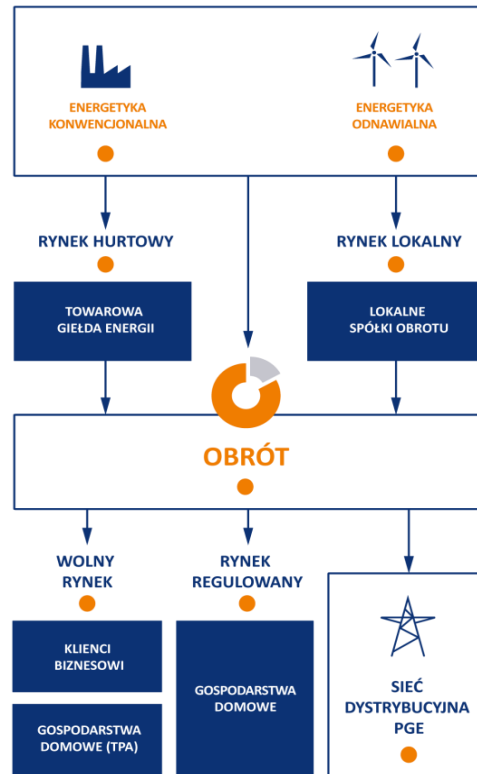 ENERGETYKA
KONWENCJONALNA
ENERGETYKA
ODNAWIALNA
RYNEK HURTOWY
RYNEK LOKALNY
TOWAROWA
GIEŁDA ENERGII
LOKALNE
SPÓŁKI OBROTU
OBRÓT
WOLNY
RYNEK
RYNEK
REGULOWANY
KLIENCI
BIZNESOWI
GOSPODARSTWA
DOMOWE (TPA)
GOSPODARSTWA
DOMOWE
SIEĆ
DYSTRYBUCYJNA
PGE